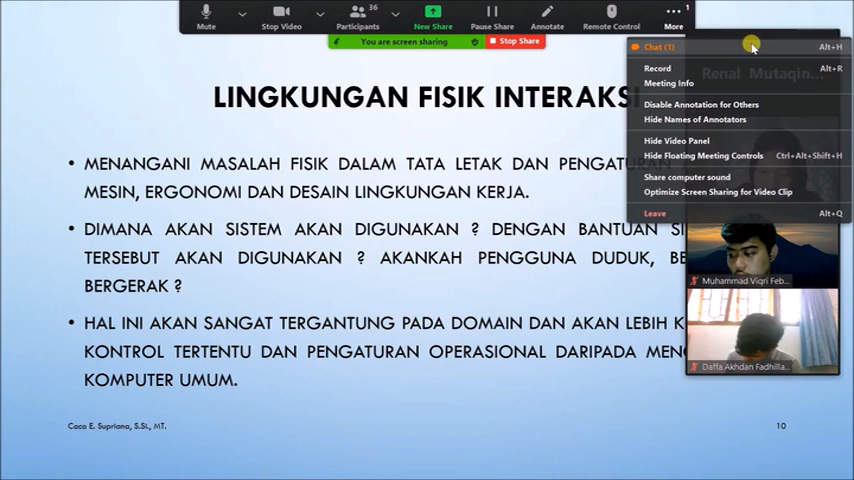 Mute
Stop Video
36
Participants
New Share
Pause Share
Annotate
Remote Control
1
More
You are screen sharing
Stop Share
Chat (1) Alt+H
Record Alt+R
Meeting Info
Disable Annotation for Others
Hide Names of Annotators
Hide Video Panel
Hide Floating Meeting Controls Ctrl+Alt+Shift+H
Share computer sound
Optimize Screen Sharing for Video Clip
Leave Alt+Q
Renal Mutaqin...
Muhammad Viqri Feb...
Daffa Akhdan Fadhilla...
LINGKUNGAN FISIK INTERAKSI
• MENANGANI MASALAH FISIK DALAM TATA LETAK DAN PENGATURAN
MESIN, ERGONOMI DAN DESAIN LINGKUNGAN KERJA.
• DIMANA AKAN SISTEM AKAN DIGUNAKAN ? DENGAN BANTUAN SI
TERSEBUT AKAN DIGUNAKAN ? AKANKAH PENGGUNA DUDUK, BE
BERGERAK ?
• HAL INI AKAN SANGAT TERGANTUNG PADA DOMAIN DAN AKAN LEBIH K
KONTROL TERTENTU DAN PENGATURAN OPERASIONAL DARIPADA MENG
KOMPUTER UMUM.
Caca E. Supriana, S.Si., MT.
10